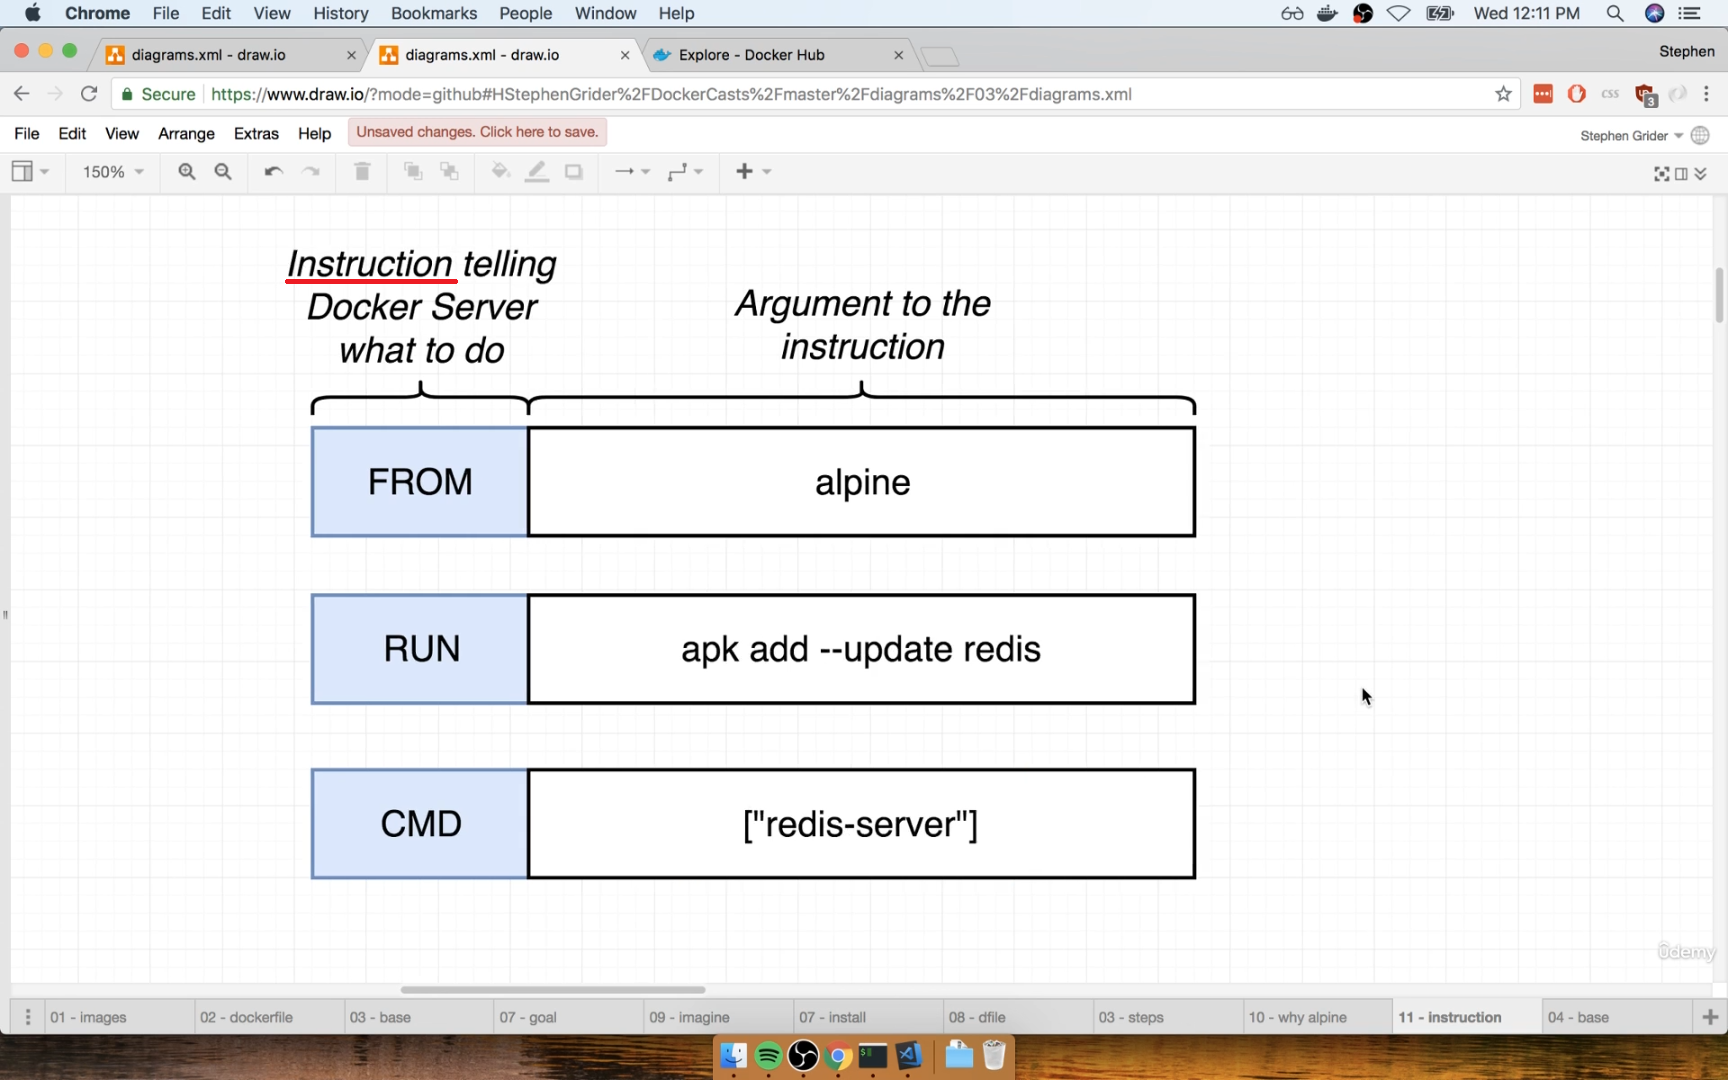 Chrome File Edit View History Bookmarks People Window Help Wed 12:11 PM
diagrams.xml - draw.io diagrams.xml - draw.io Explore - Docker Hub Stephen
Secure https://www.draw.io/?mode=github#HStephenGrider%2FDockerCasts%2Fmaster%2Fdiagrams%2F03%2Fdiagrams.xml css 3
File Edit View Arrange Extras Help Unsaved changes. Click here to save. Stephen Grider
150%
Instruction telling
Docker Server
what to do
Argument to the
instruction
FROM alpine
RUN apk add --update redis
CMD ["redis-server"]
ûdemy
01 - images 02 - dockerfile 03 - base 07 - goal 09 - imagine 07 - install 08 - dfile 03 - steps 10 - why alpine 11 - instruction 04 - base